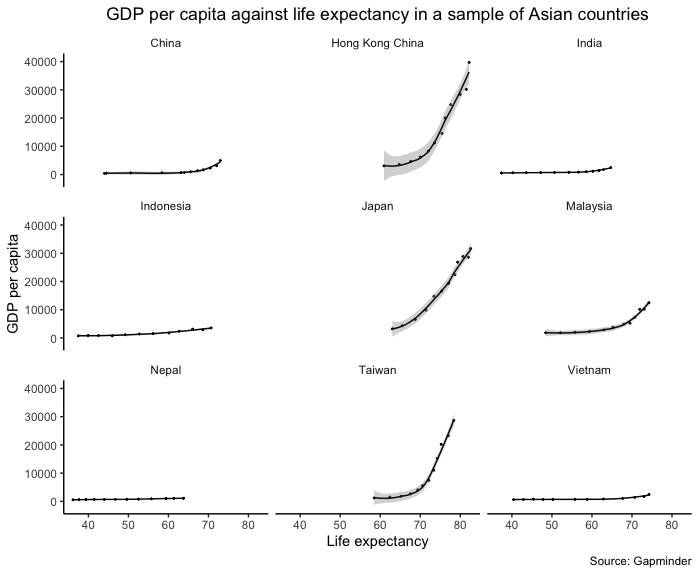 GDP per capita against life expectancy in a sample of Asian countries
China
Hong Kong China
India
40000
30000
20000
10000
0
Indonesia
Japan
Malaysia
40000
30000
20000
10000
0
GDP per capita
Nepal
Taiwan
Vietnam
40000
30000
20000
10000
0
40 50 60 70 80
40 50 60 70 80
40 50 60 70 80
Life expectancy
Source: Gapminder